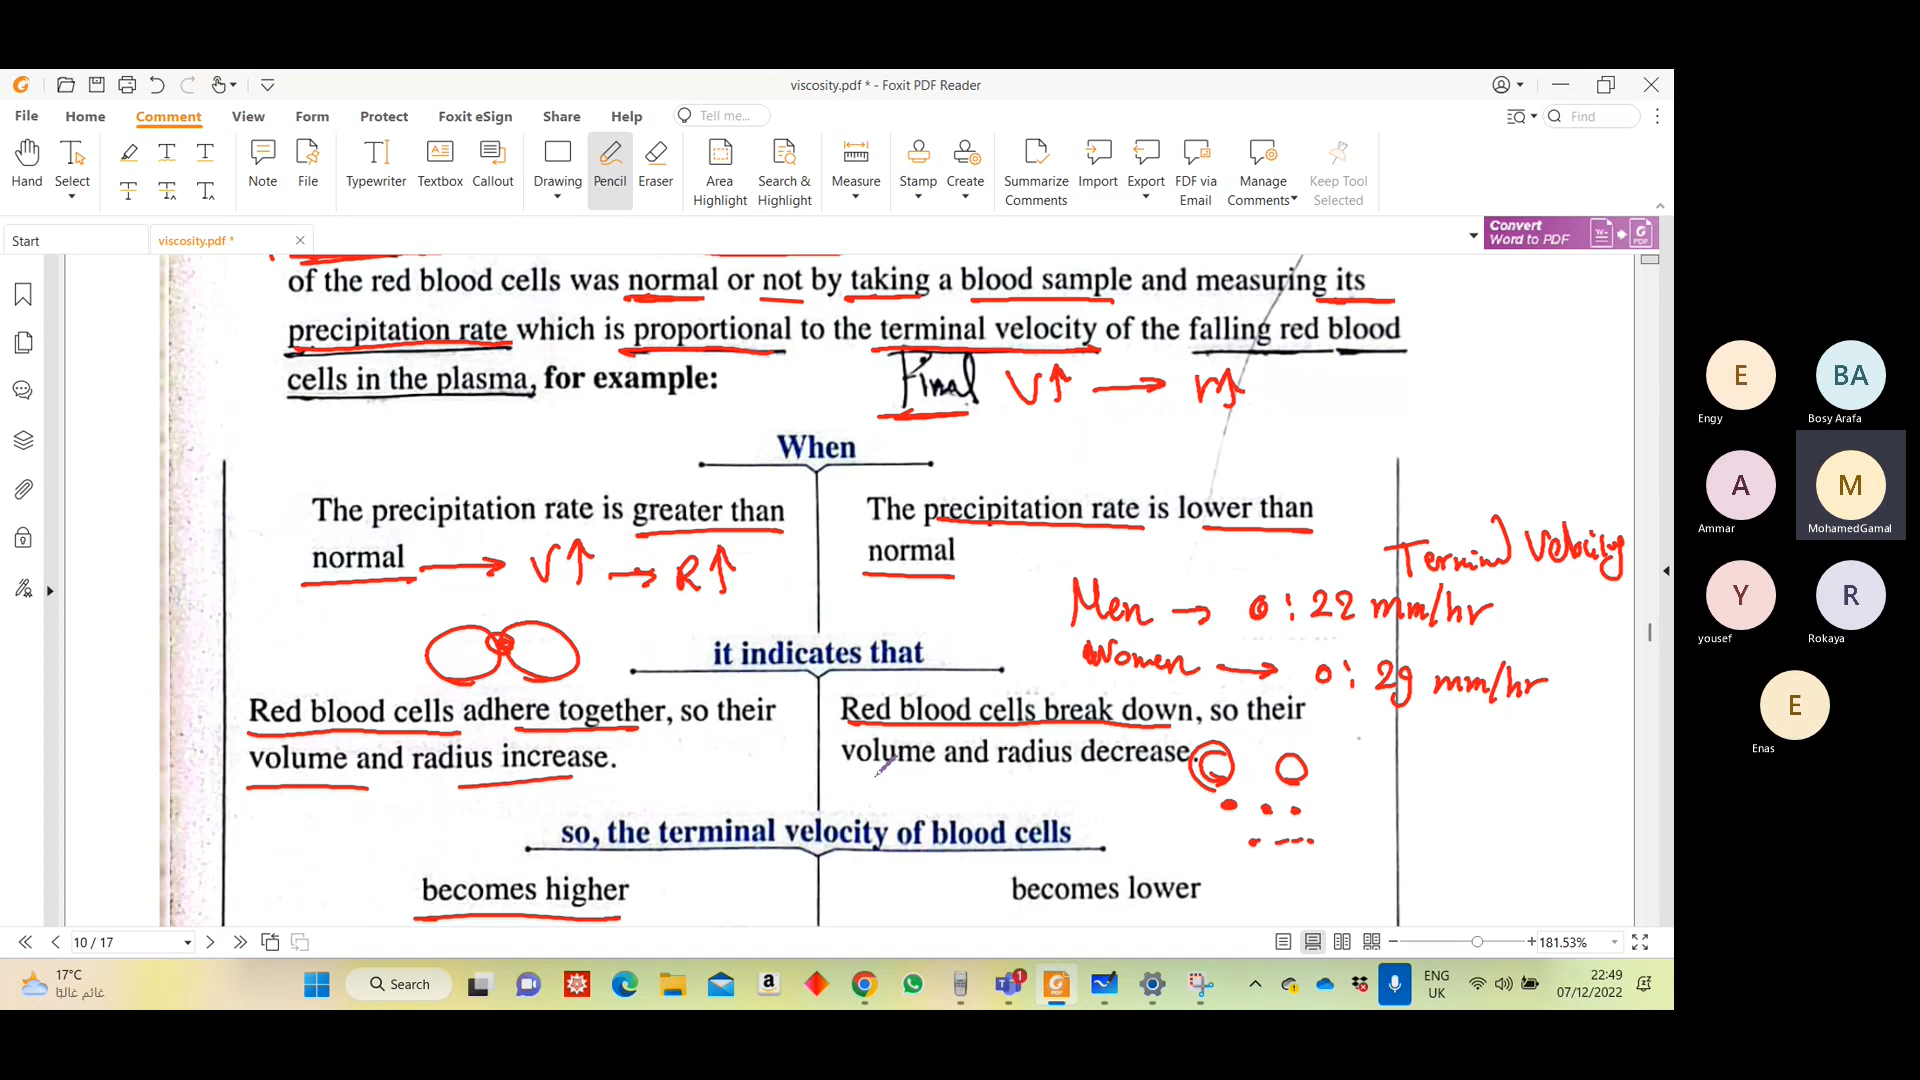 viscosity.pdf * - Foxit PDF Reader
File Home Comment View Form Protect Foxit eSign Share Help Tell me... Find
Hand Select Note File Typewriter Textbox Callout Drawing Pencil Eraser Area Highlight Search & Highlight Measure Stamp Create Summarize Comments Import Export FDF via Email Manage Comments Keep Tool Selected
Start viscosity.pdf * Convert Word to PDF
of the red blood cells was normal or not by taking a blood sample and measuring its
precipitation rate which is proportional to the terminal velocity of the falling red blood
cells in the plasma, for example:
Final V↑ → r↑
When
The precipitation rate is greater than
normal → V↑ → R↑
The precipitation rate is lower than
normal
Terminal Velocity
Men → 0 : 22 mm/hr
Women → 0 : 29 mm/hr
it indicates that
Red blood cells adhere together, so their
volume and radius increase.
Red blood cells break down, so their
volume and radius decrease.
so, the terminal velocity of blood cells
becomes higher
becomes lower
E
Engy
BA
Bosy Arafa
A
Ammar
M
MohamedGamal
Y
yousef
R
Rokaya
E
Enas
10 / 17 181.53%
17°C
غائم غالبًا
Search
1
ENG
UK
22:49
07/12/2022